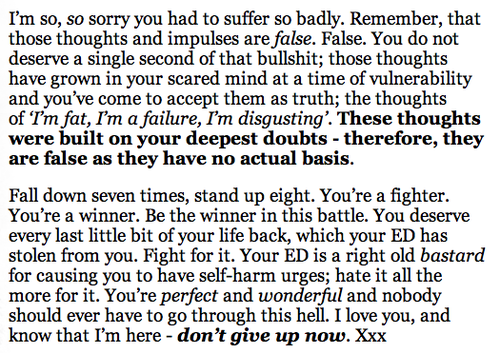 I'm so, so sorry you had to suffer so badly. Remember, that
those thoughts and impulses are false. False. You do not
deserve a single second of that bullshit; those thoughts
have grown in your scared mind at a time of vulnerability
and you've come to accept them as truth; the thoughts
of 'I'm fat, I'm a failure, I'm disgusting'. These thoughts
were built on your deepest doubts - therefore, they
are false as they have no actual basis.
Fall down seven times, stand up eight. You're a fighter.
You're a winner. Be the winner in this battle. You deserve
every last little bit of your life back, which your ED has
stolen from you. Fight for it. Your ED is a right old bastard
for causing you to have self-harm urges; hate it all the
more for it. You're perfect and wonderful and nobody
should ever have to go through this hell. I love you, and
know that I'm here - don't give up now. Xxx